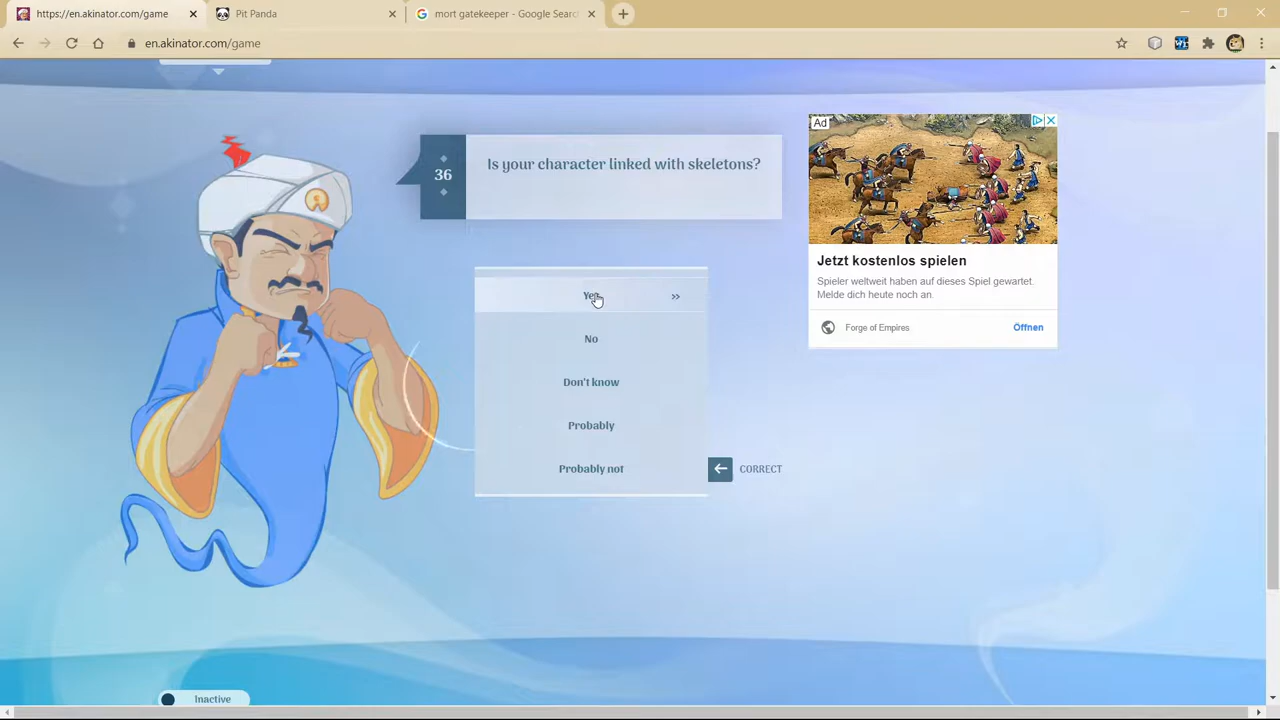 https://en.akinator.com/game
Pit Panda
mort gatekeeper - Google Searc
en.akinator.com/game
36
Is your character linked with skeletons?
Ad
Yes
No
Don't know
Probably
Probably not
CORRECT
Jetzt kostenlos spielen
Spieler weltweit haben auf dieses Spiel gewartet.
Melde dich heute noch an.
Forge of Empires
Öffnen
Inactive